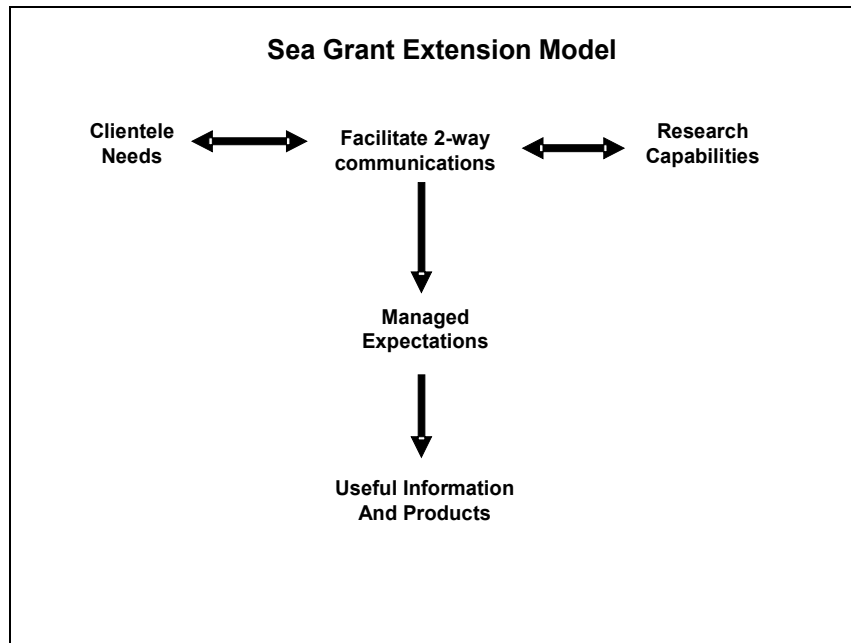 Sea Grant Extension Model
Clientele
Needs
Facilitate 2-way
communications
Research
Capabilities
Managed
Expectations
Useful Information
And Products